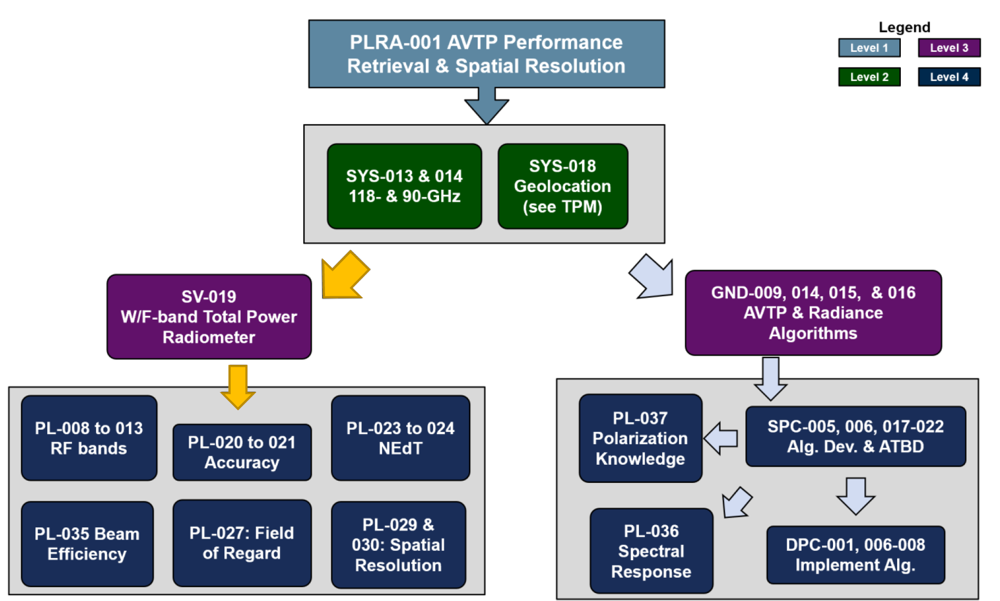 PLRA-001 AVTP Performance
Retrieval & Spatial Resolution
Legend
Level 1
Level 3
Level 2
Level 4
SYS-013 & 014
118- & 90-GHz
SYS-018
Geolocation
(see TPM)
SV-019
W/F-band Total Power
Radiometer
GND-009, 014, 015, & 016
AVTP & Radiance
Algorithms
PL-008 to 013
RF bands
PL-020 to 021
Accuracy
PL-023 to 024
NEdT
PL-035 Beam
Efficiency
PL-027: Field
of Regard
PL-029 &
030: Spatial
Resolution
PL-037
Polarization
Knowledge
SPC-005, 006, 017-022
Alg. Dev. & ATBD
PL-036
Spectral
Response
DPC-001, 006-008
Implement Alg.